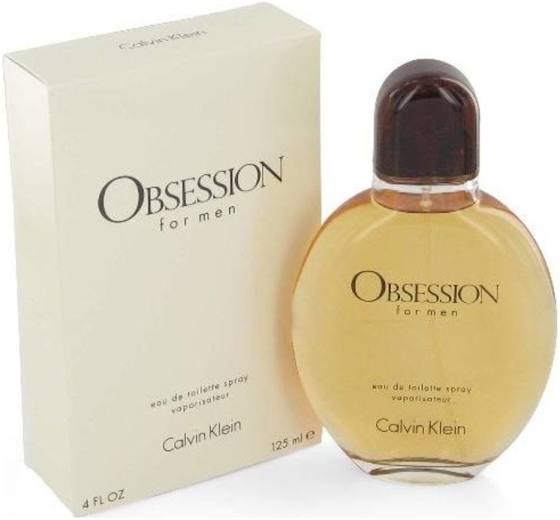 Calvin Klein
OBSESSION
for men
eau de toilette spray
vaporisateur
Calvin Klein
125 ml e
4 FL OZ
OBSESSION
for men
eau de toilette spray
vaporisateur
Calvin Klein